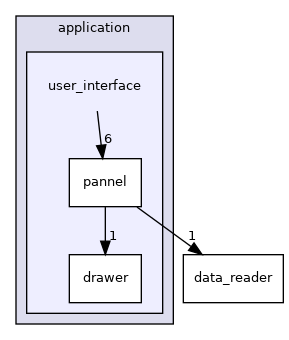 application
user_interface
6
pannel
1
1
drawer
data_reader